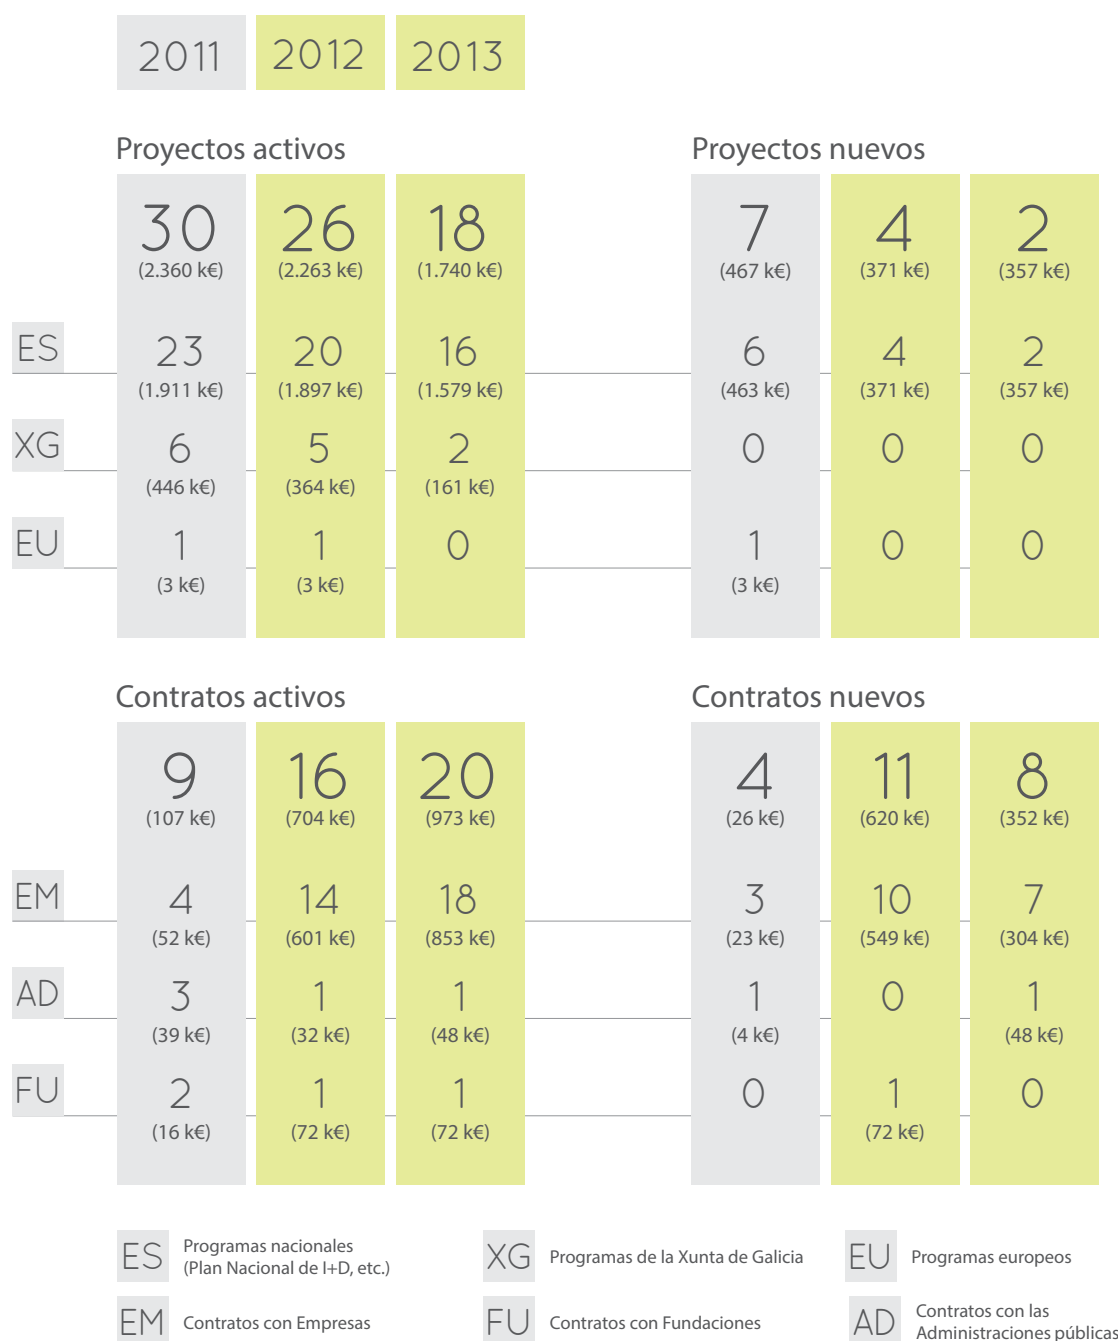 2011 2012 2013
Proyectos activos Proyectos nuevos
30 26 18 7 4 2
(2.360 k€) (2.263 k€) (1.740 k€) (467 k€) (371 k€) (357 k€)
ES 23 20 16 6 4 2
(1.911 k€) (1.897 k€) (1.579 k€) (463 k€) (371 k€) (357 k€)
XG 6 5 2 0 0 0
(446 k€) (364 k€) (161 k€)
EU 1 1 0 1 0 0
(3 k€) (3 k€) (3 k€)
Contratos activos Contratos nuevos
9 16 20 4 11 8
(107 k€) (704 k€) (973 k€) (26 k€) (620 k€) (352 k€)
EM 4 14 18 3 10 7
(52 k€) (601 k€) (853 k€) (23 k€) (549 k€) (304 k€)
AD 3 1 1 1 0 1
(39 k€) (32 k€) (48 k€) (4 k€) (48 k€)
FU 2 1 1 0 1 0
(16 k€) (72 k€) (72 k€) (72 k€)
ES Programas nacionales
(Plan Nacional de I+D, etc.)
XG Programas de la Xunta de Galicia
EU Programas europeos
EM Contratos con Empresas
FU Contratos con Fundaciones
AD Contratos con las
Administraciones públicas